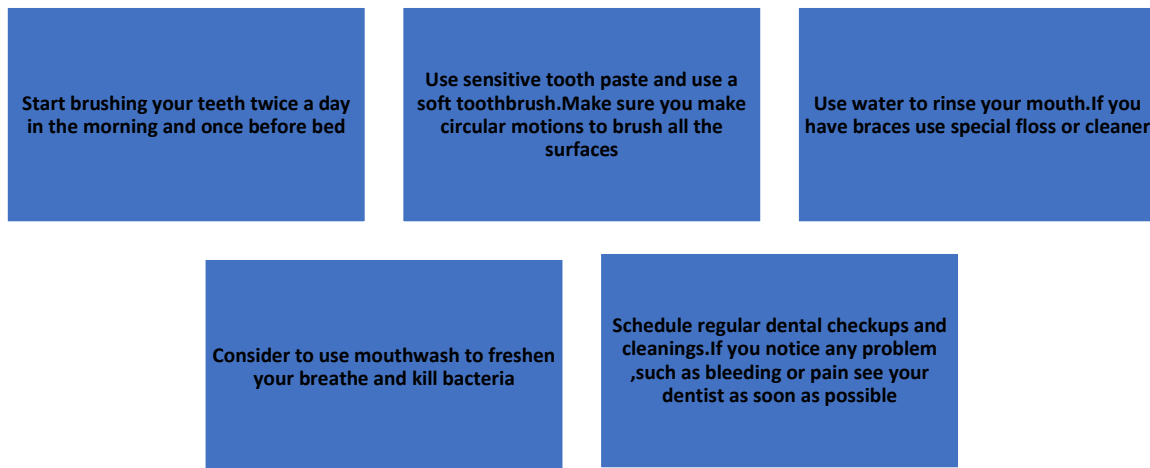 Start brushing your teeth twice a day
in the morning and once before bed
Use sensitive tooth paste and use a
soft toothbrush.Make sure you make
circular motions to brush all the
surfaces
Use water to rinse your mouth.If you
have braces use special floss or cleaner
Consider to use mouthwash to freshen
your breathe and kill bacteria
Schedule regular dental checkups and
cleanings.If you notice any problem
,such as bleeding or pain see your
dentist as soon as possible